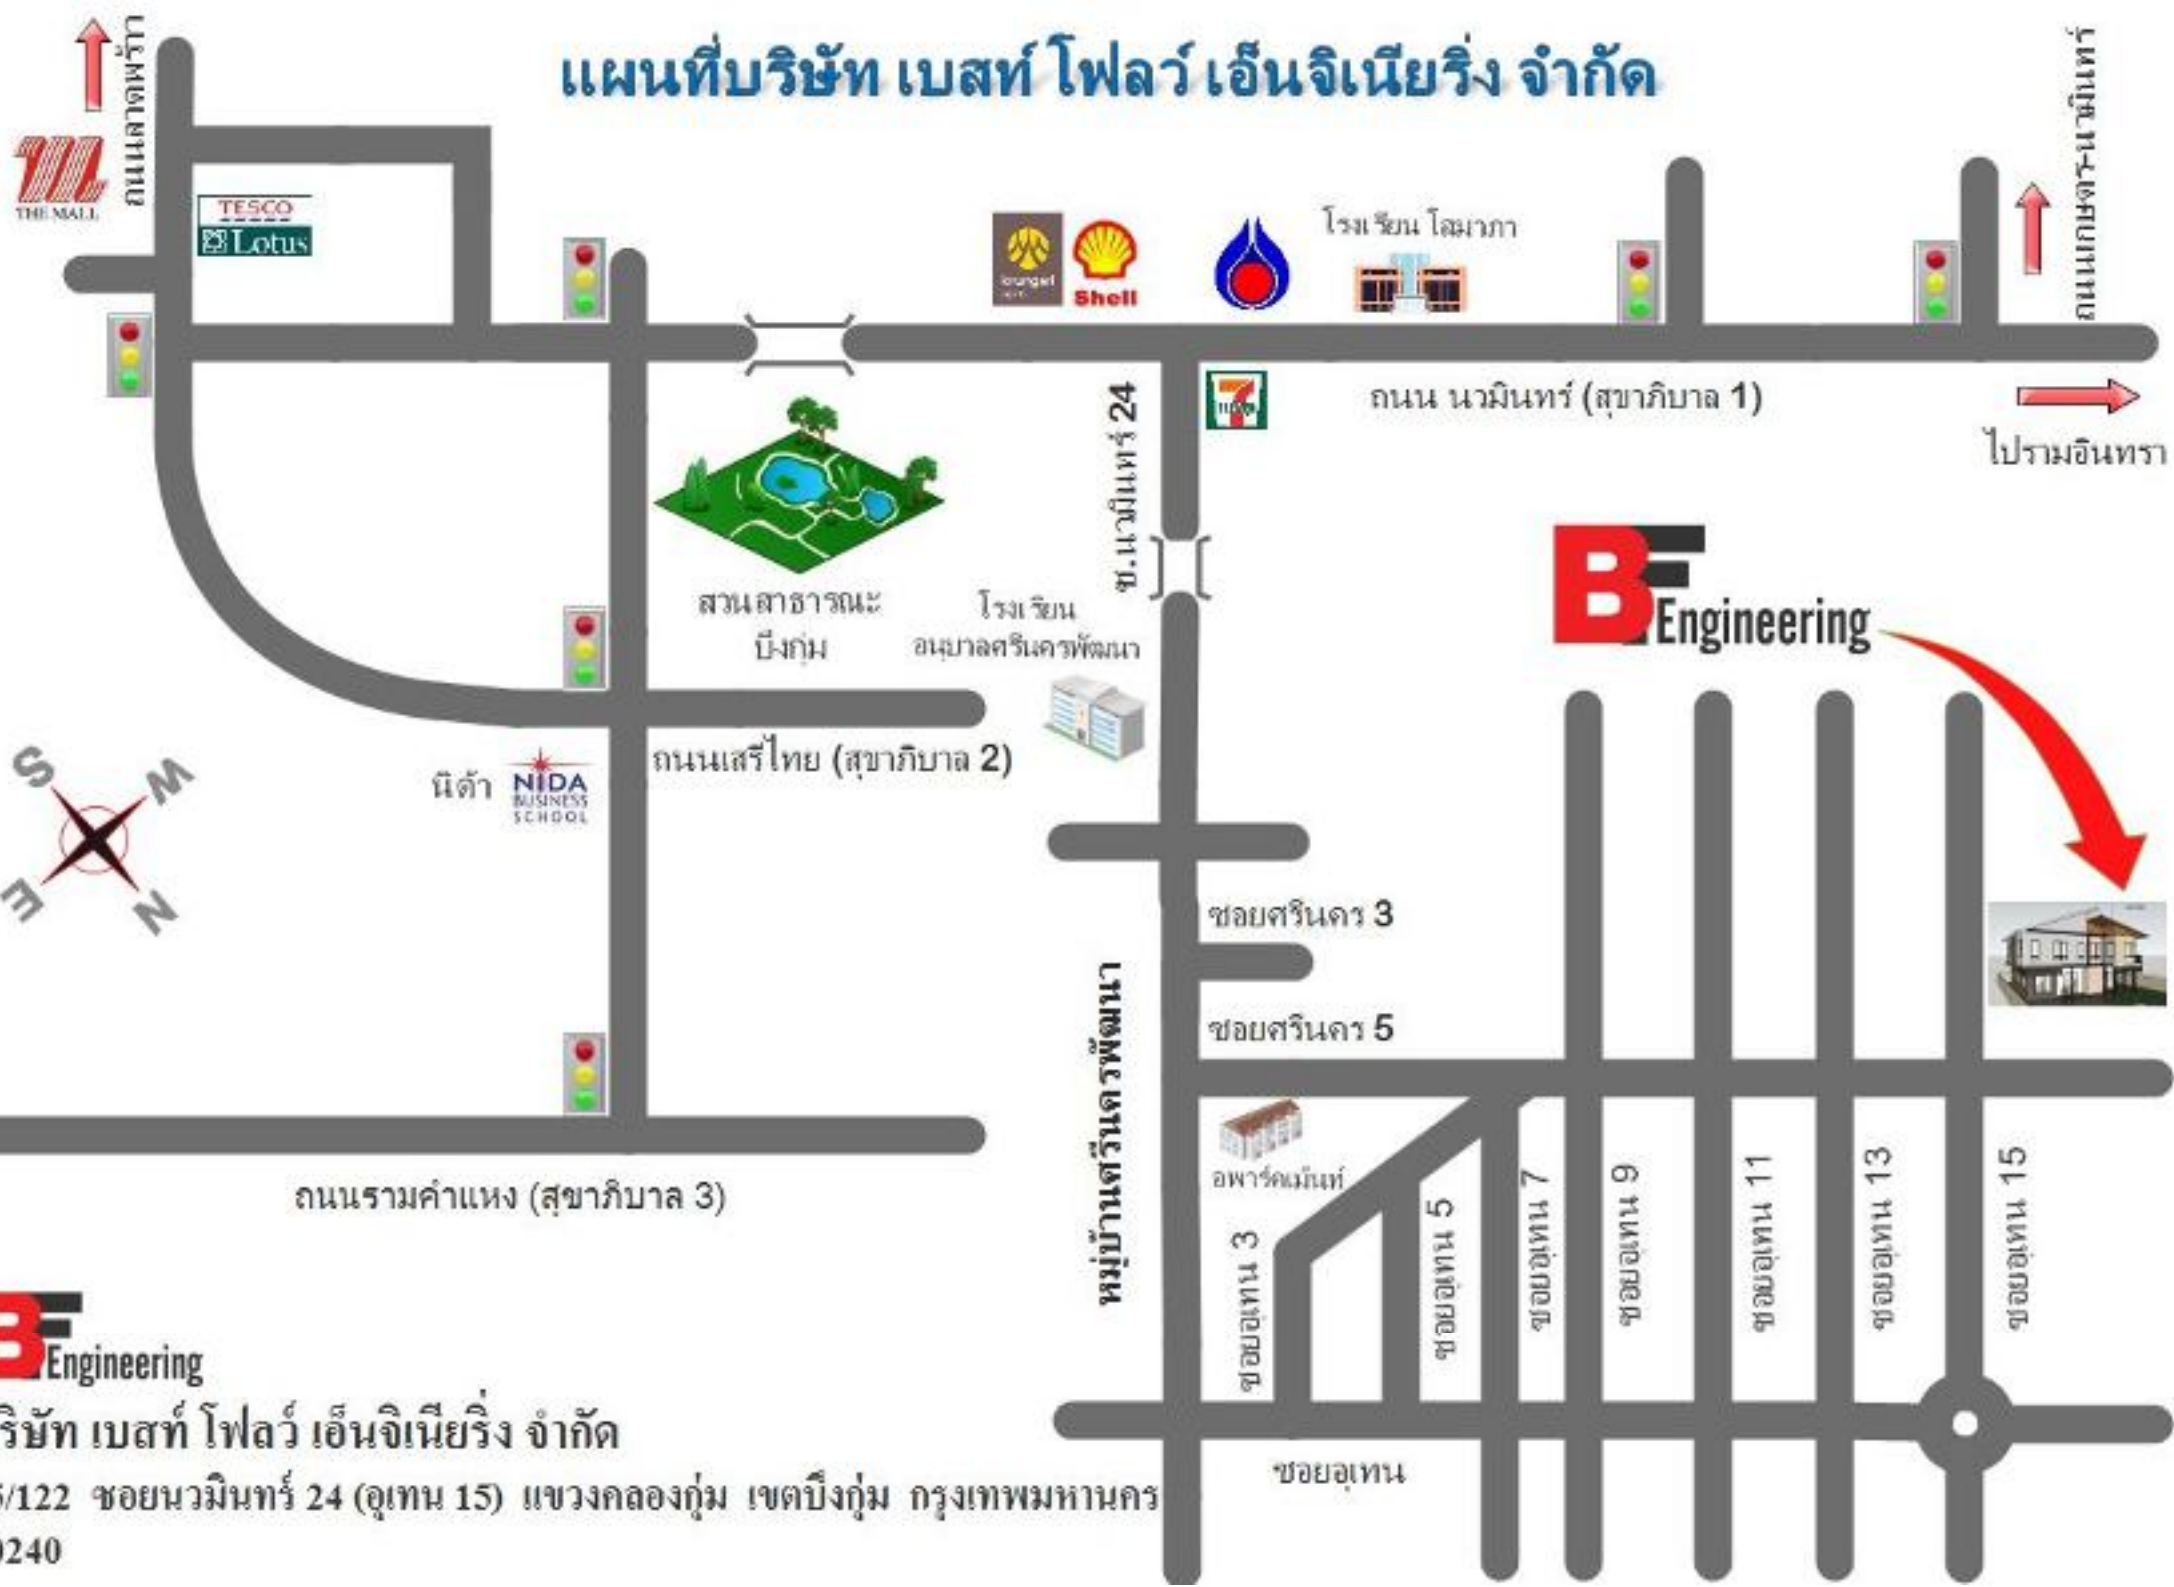 แผนที่บริษัท เบสท์ โฟลว์ เอ็นจิเนียริ่ง จำกัด
ถนนลาดพร้าว
THE MALL
TESCO
Lotus
krungsri
Shell
โรงเรียน โสมาภา
ถนนเกษตร-นวมินทร์
7
ถนน นวมินทร์ (สุขาภิบาล 1)
ไปรามอินทรา
ซ.นวมินทร์ 24
BF
Engineering
สวนสาธารณะ
บึงกุ่ม
โรงเรียน
อนุบาลศรีนครพัฒนา
ถนนเสรีไทย (สุขาภิบาล 2)
นิด้า
NIDA
BUSINESS
SCHOOL
S
W
E
N
ซอยศรีนคร 3
ซอยศรีนคร 5
หมู่บ้านศรีนครพัฒนา
อพาร์ตเม้นท์
ถนนรามคำแหง (สุขาภิบาล 3)
ซอยอุเทน 3
ซอยอุเทน 5
ซอยอุเทน 7
ซอยอุเทน 9
ซอยอุเทน 11
ซอยอุเทน 13
ซอยอุเทน 15
ซอยอุเทน
BF
Engineering
ริษัท เบสท์ โฟลว์ เอ็นจิเนียริ่ง จำกัด
/122 ซอยนวมินทร์ 24 (อูเทน 15) แขวงคลองกุ่ม เขตบึงกุ่ม กรุงเทพมหานคร
0240